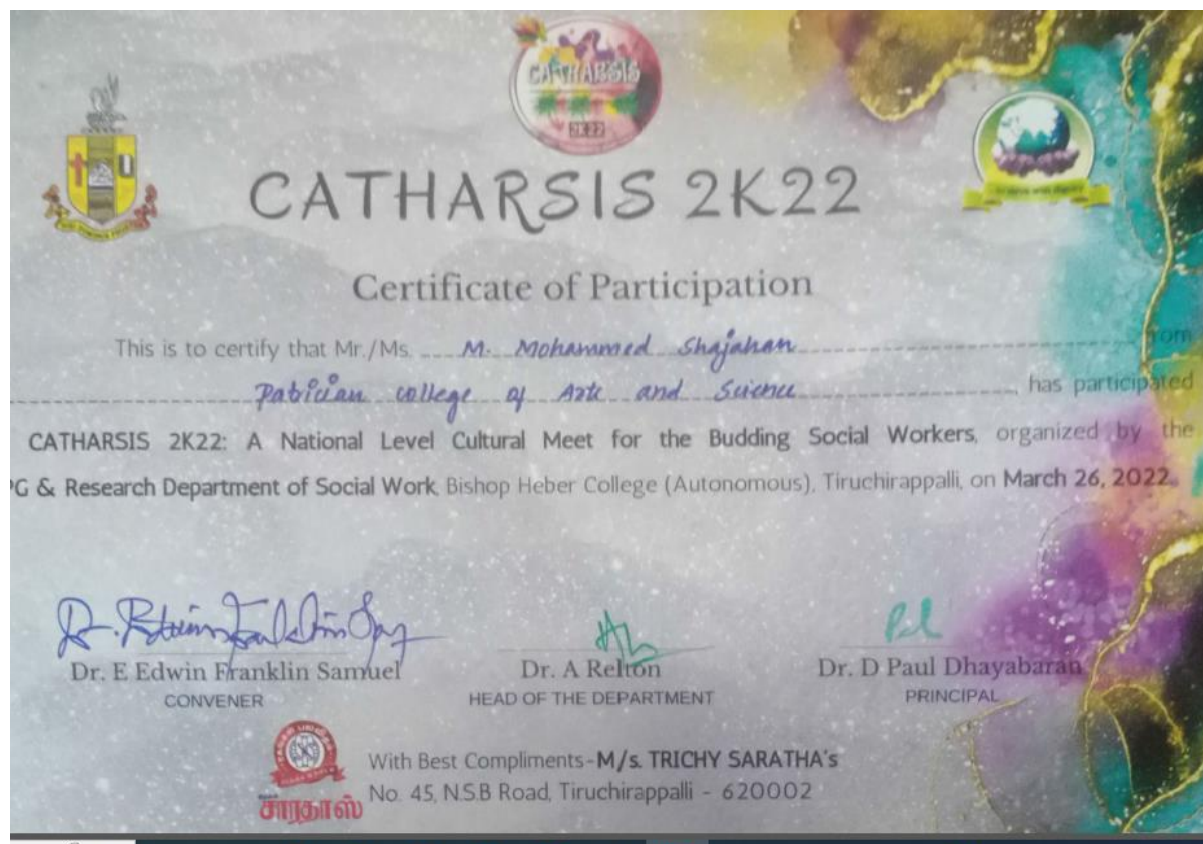 CATHARSIS
2K22
CATHARSIS 2K22
Certificate of Participation
This is to certify that Mr./Ms. M. Mohammed Shajahan from
Patrician college of Arts and Science has participated
CATHARSIS 2K22: A National Level Cultural Meet for the Budding Social Workers, organized by the
G & Research Department of Social Work, Bishop Heber College (Autonomous), Tiruchirappalli, on March 26, 2022.
Dr. E Edwin Franklin Samuel
CONVENER
Dr. A Relton
HEAD OF THE DEPARTMENT
Dr. D Paul Dhayabaran
PRINCIPAL
சாரதாஸ்
With Best Compliments - M/s. TRICHY SARATHA's
No. 45, N.S.B Road, Tiruchirappalli - 620002